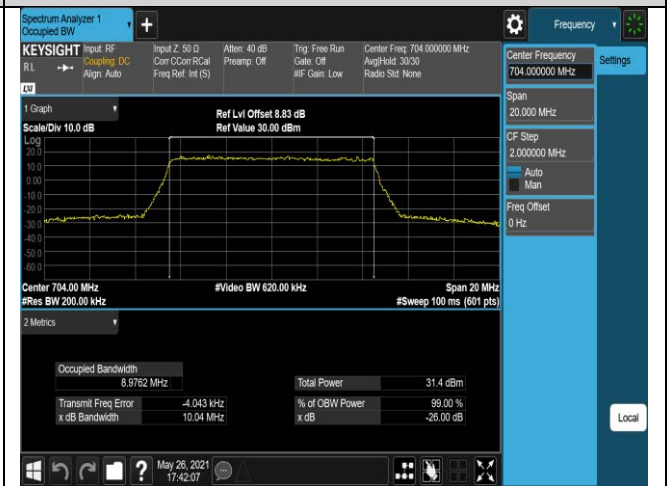 Spectrum Analyzer 1
Occupied BW
+
Frequency
KEYSIGHT
RL
LXI
Input: RF
Coupling: DC
Align: Auto
Input Z: 50 Ω
Corr CCorr RCal
Freq Ref: Int (S)
Atten: 40 dB
Preamp: Off
Trig: Free Run
Gate: Off
#IF Gain: Low
Center Freq: 704.000000 MHz
Avg|Hold: 30/30
Radio Std: None
Center Frequency
704.000000 MHz
Settings
Span
20.000 MHz
CF Step
2.000000 MHz
Auto
Man
Freq Offset
0 Hz
Local
1 Graph
Scale/Div 10.0 dB
Ref Lvl Offset 8.83 dB
Ref Value 30.00 dBm
Log
20.0
10.0
0.00
-10.0
-20.0
-30.0
-40.0
-50.0
-60.0
Center 704.00 MHz
#Video BW 620.00 kHz
Span 20 MHz
#Res BW 200.00 kHz
#Sweep 100 ms (601 pts)
2 Metrics
Occupied Bandwidth
8.9762 MHz
Total Power 31.4 dBm
Transmit Freq Error -4.043 kHz
% of OBW Power 99.00 %
x dB Bandwidth 10.04 MHz
x dB -26.00 dB
?
May 26, 2021
17:42:07